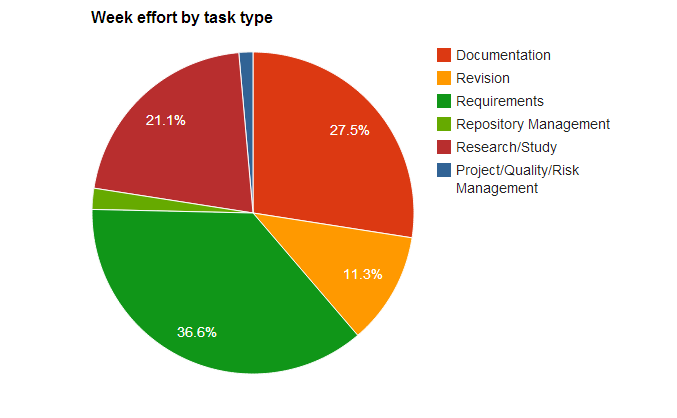 Week effort by task type
Documentation
Revision
Requirements
Repository Management
Research/Study
Project/Quality/Risk
Management
27.5%
11.3%
36.6%
21.1%